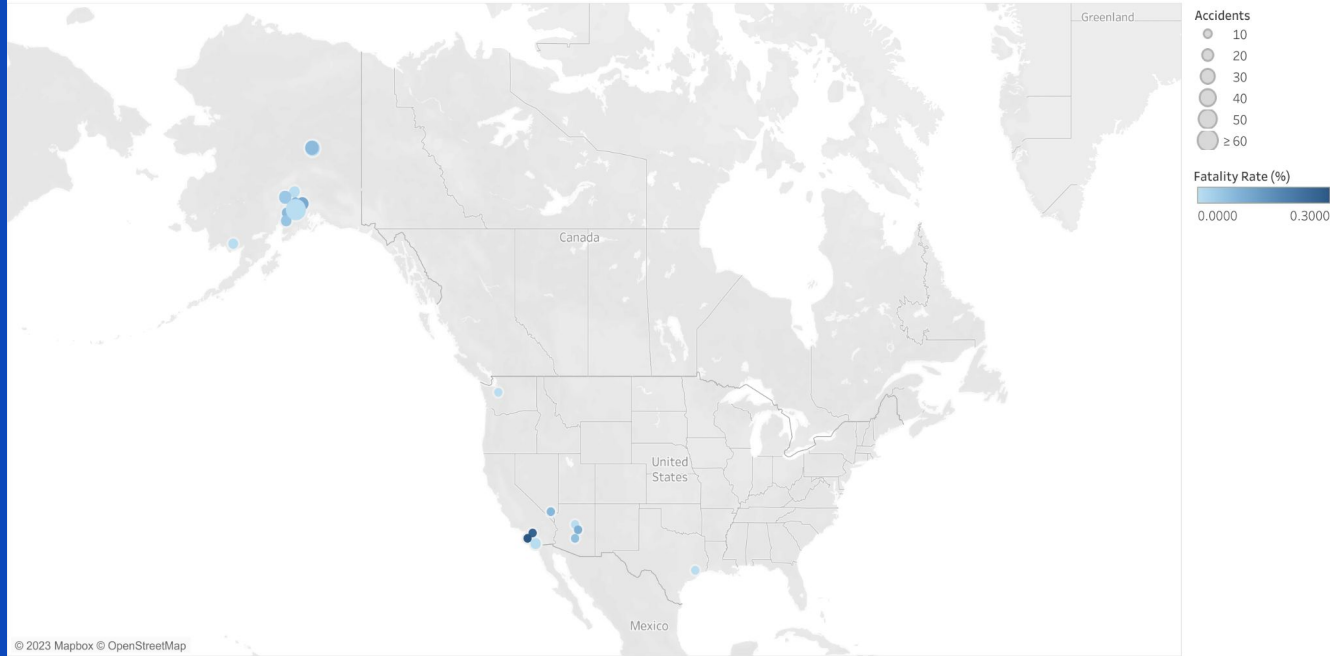 Greenland
Canada
United
States
Mexico
© 2023 Mapbox © OpenStreetMap
Accidents
10
20
30
40
50
≥ 60
Fatality Rate (%)
0.0000 0.3000